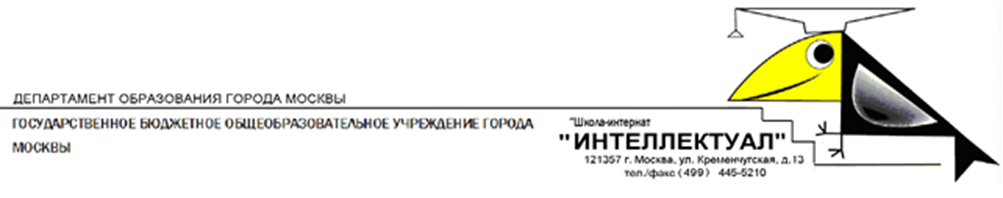 ДЕПАРТАМЕНТ ОБРАЗОВАНИЯ ГОРОДА МОСКВЫ
ГОСУДАРСТВЕННОЕ БЮДЖЕТНОЕ ОБЩЕОБРАЗОВАТЕЛЬНОЕ УЧРЕЖДЕНИЕ ГОРОДА
МОСКВЫ
"Школа-интернат
"ИНТЕЛЛЕКТУАЛ"
121357 г. Москва, ул. Кременчугская, д.13
тел./факс (499) 445-5210